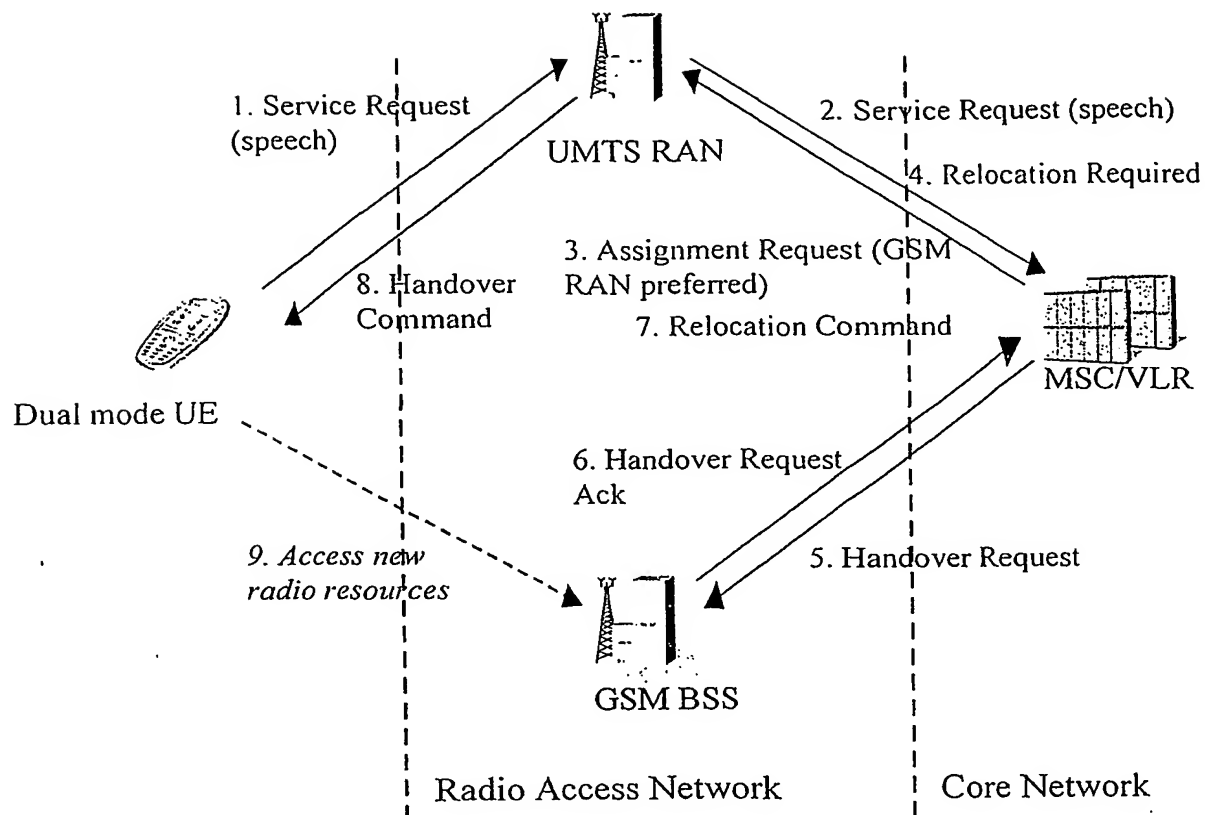 1. Service Request
(speech)
UMTS RAN
2. Service Request (speech)
4. Relocation Required
3. Assignment Request (GSM
RAN preferred)
8. Handover
Command
7. Relocation Command
MSC/VLR
Dual mode UE
6. Handover Request
Ack
9. Access new
radio resources
5. Handover Request
GSM BSS
Radio Access Network
Core Network